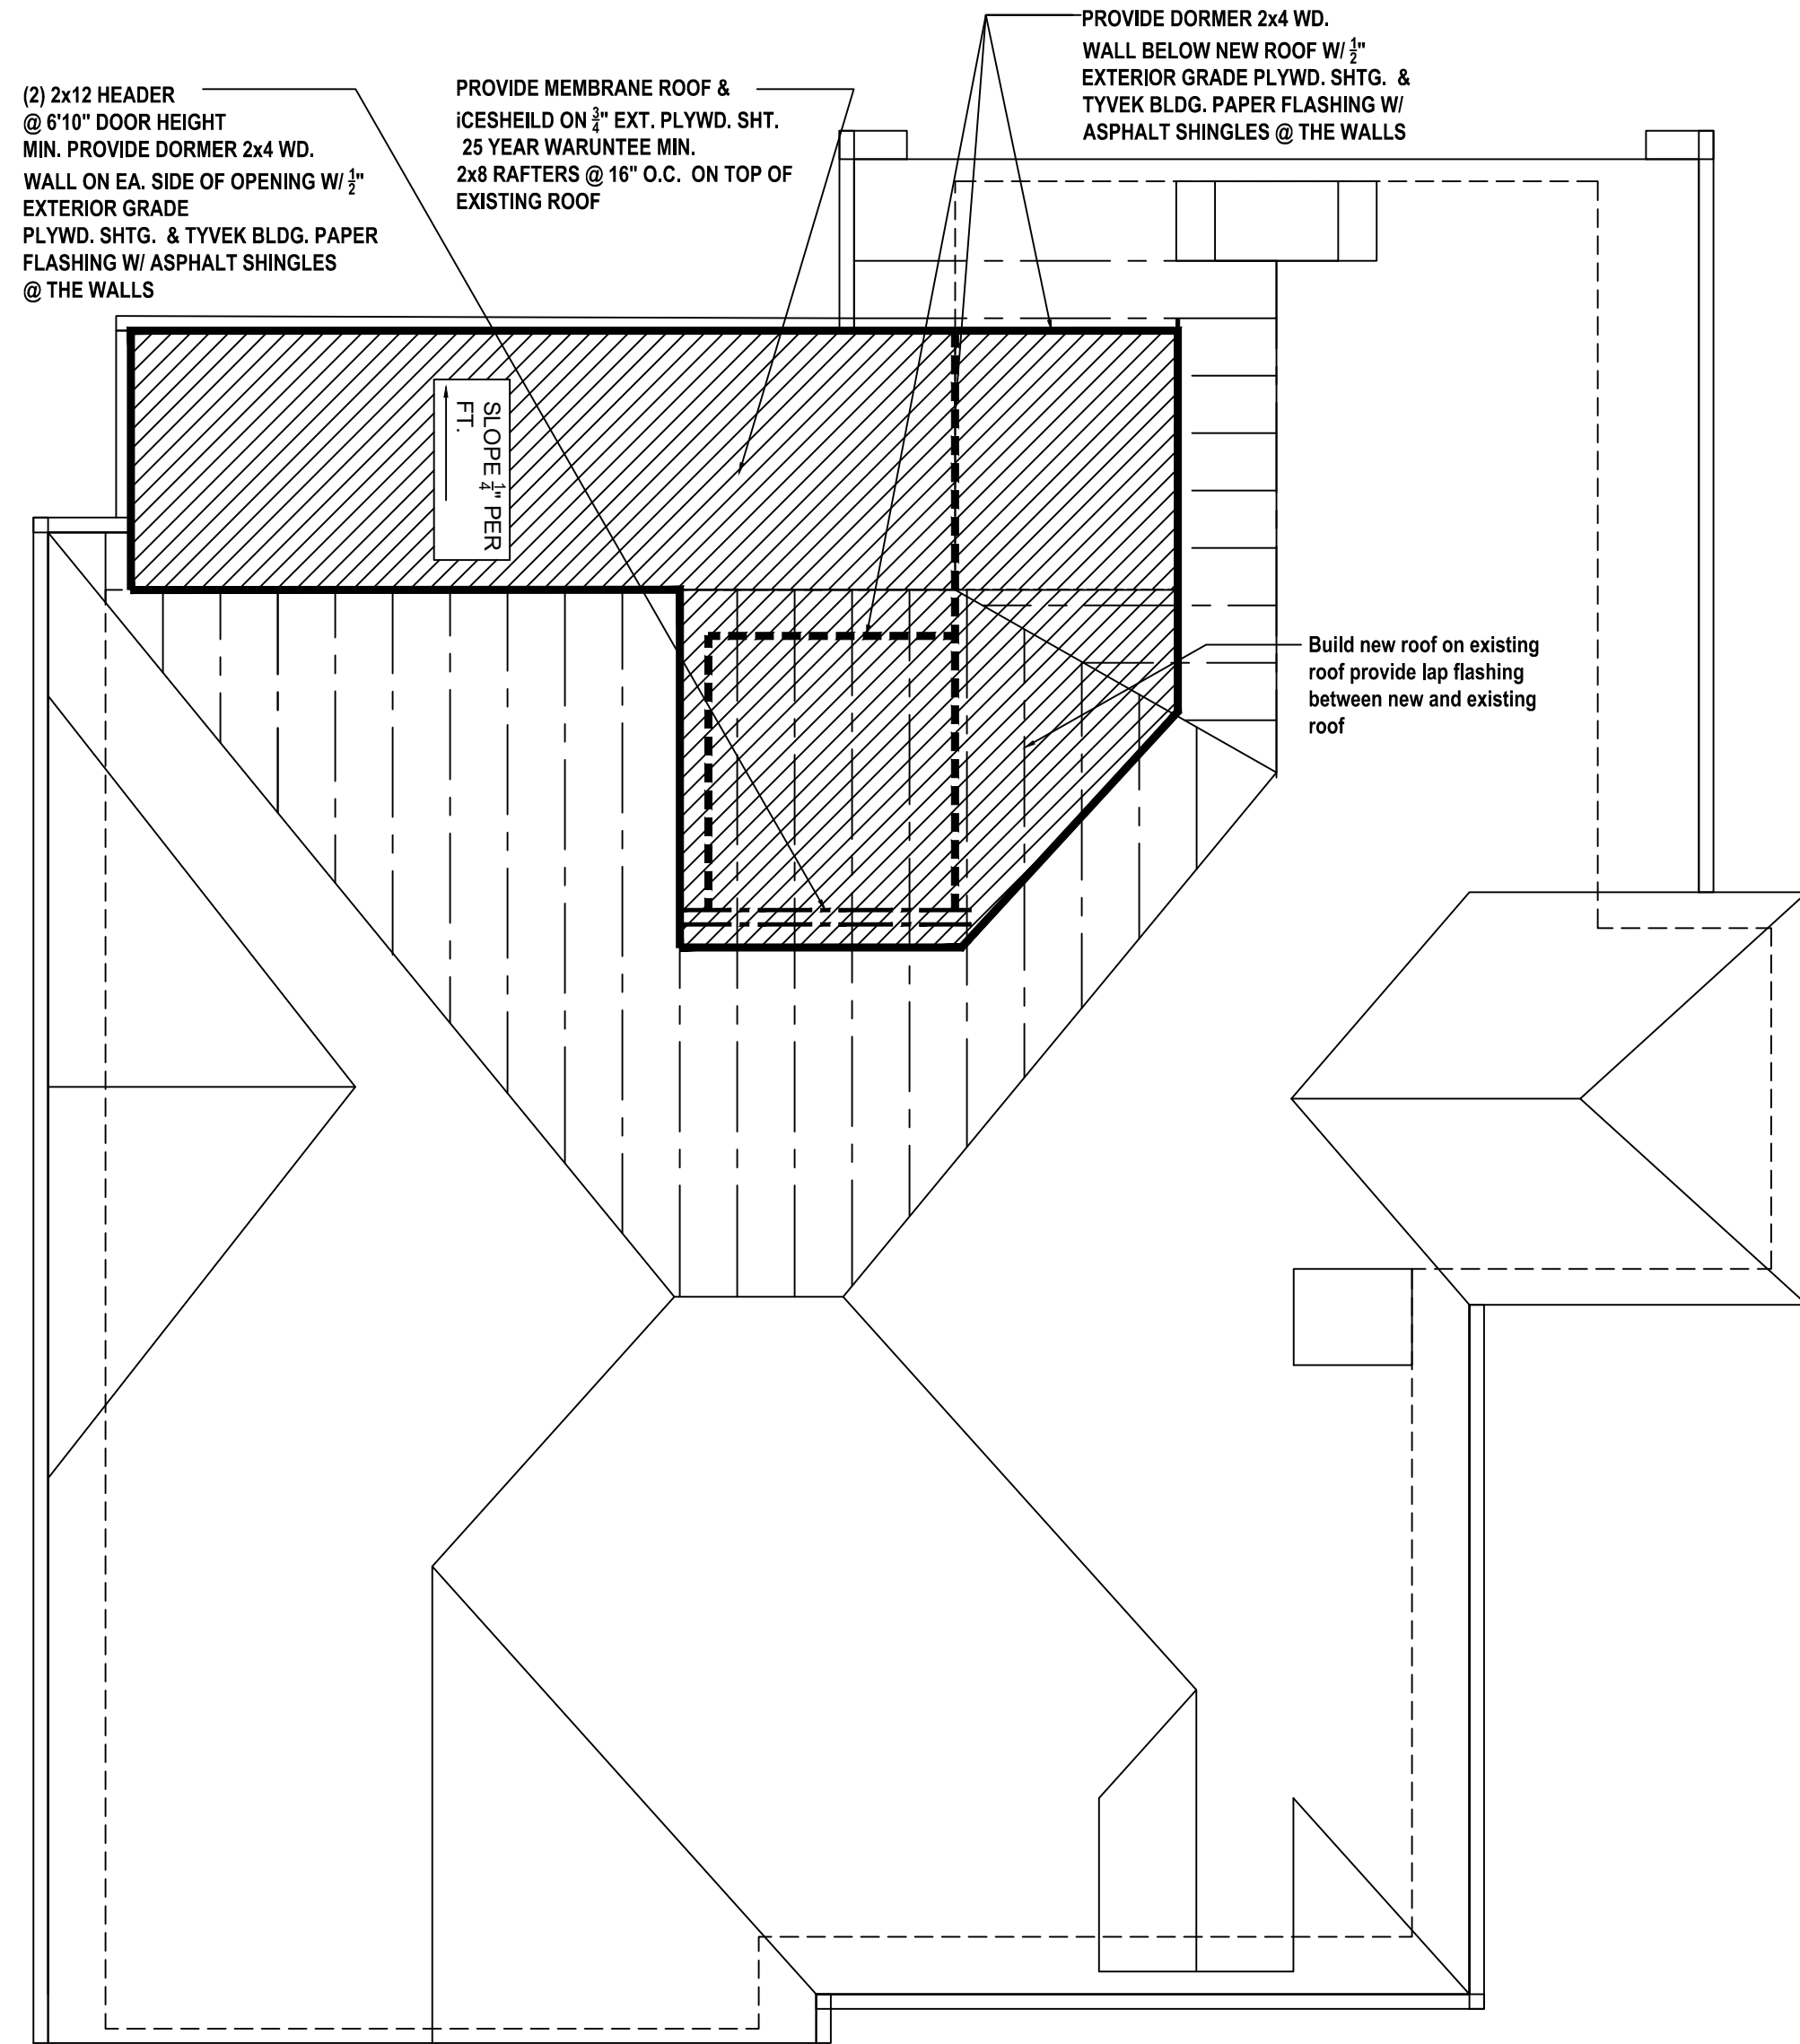 (2) 2x12 HEADER
@ 6'10" DOOR HEIGHT
MIN. PROVIDE DORMER 2x4 WD.
WALL ON EA. SIDE OF OPENING W/ 1/2"
EXTERIOR GRADE
PLYWD. SHTG. & TYVEK BLDG. PAPER
FLASHING W/ ASPHALT SHINGLES
@ THE WALLS
PROVIDE MEMBRANE ROOF &
iCESHEILD ON 3/4" EXT. PLYWD. SHT.
25 YEAR WARUNTEE MIN.
2x8 RAFTERS @ 16" O.C. ON TOP OF
EXISTING ROOF
PROVIDE DORMER 2x4 WD.
WALL BELOW NEW ROOF W/ 1/2"
EXTERIOR GRADE PLYWD. SHTG. &
TYVEK BLDG. PAPER FLASHING W/
ASPHALT SHINGLES @ THE WALLS
SLOPE 1/4" PER
FT.
Build new roof on existing
roof provide lap flashing
between new and existing
roof